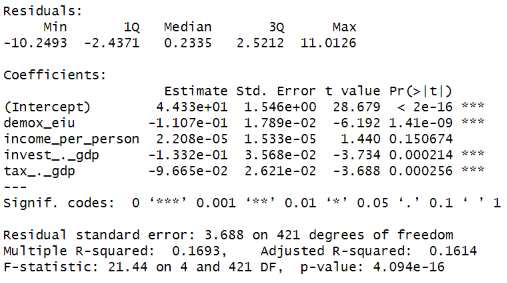 Residuals:
     Min       1Q   Median       3Q      Max
-10.2493  -2.4371   0.2335   2.5212  11.0126

Coefficients:
                    Estimate Std. Error t value Pr(>|t|)
(Intercept)        4.433e+01  1.546e+00  28.679  < 2e-16 ***
demox_eiu         -1.107e-01  1.789e-02  -6.192 1.41e-09 ***
income_per_person  2.208e-05  1.533e-05   1.440 0.150674
invest_._gdp      -1.332e-01  3.568e-02  -3.734 0.000214 ***
tax_._gdp         -9.665e-02  2.621e-02  -3.688 0.000256 ***
---
Signif. codes:  0 ‘***’ 0.001 ‘**’ 0.01 ‘*’ 0.05 ‘.’ 0.1 ‘ ’ 1

Residual standard error: 3.688 on 421 degrees of freedom
Multiple R-squared:  0.1693,    Adjusted R-squared:  0.1614
F-statistic: 21.44 on 4 and 421 DF,  p-value: 4.094e-16